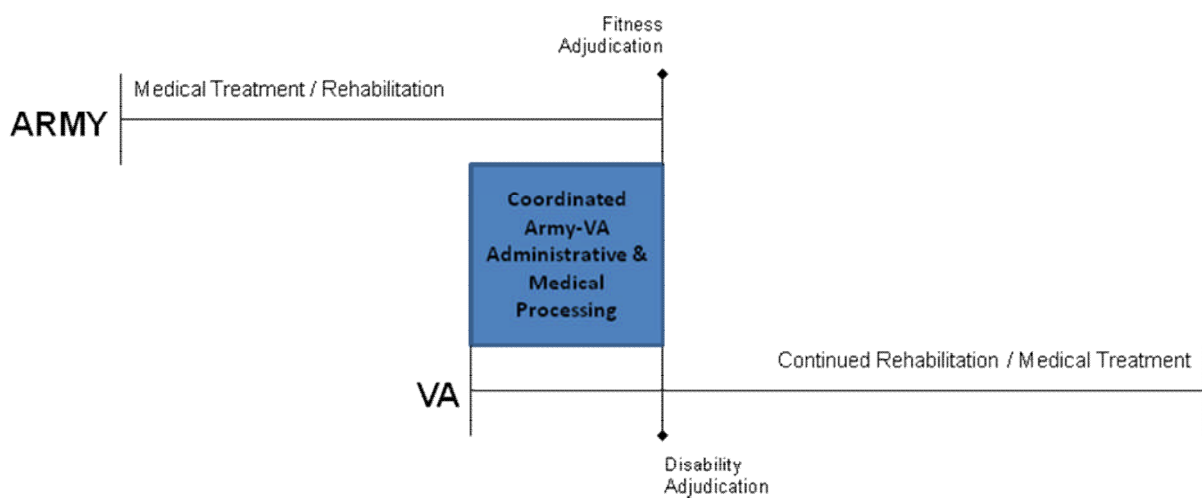 Fitness
Adjudication
Medical Treatment / Rehabilitation
ARMY
Coordinated
Army-VA
Administrative &
Medical
Processing
Continued Rehabilitation / Medical Treatment
VA
Disability
Adjudication